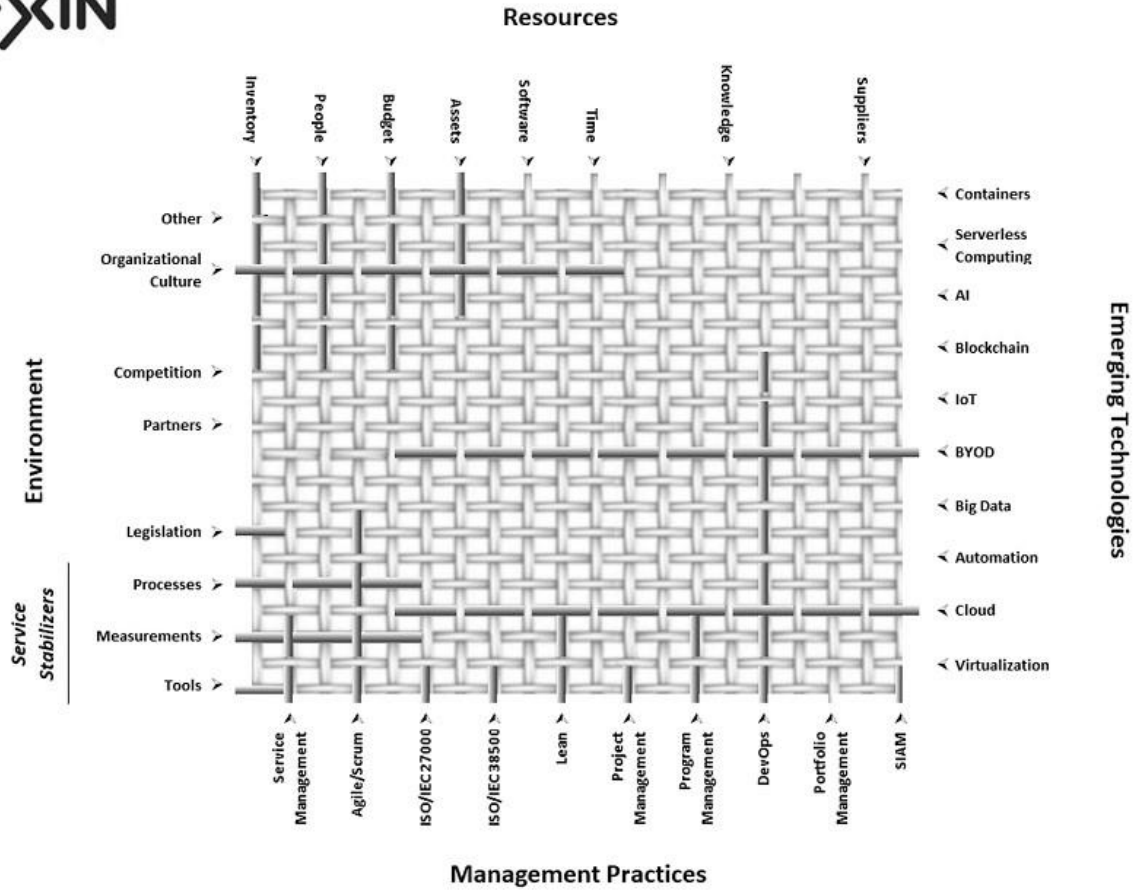 XIN
Resources
Inventory
People
Budget
Assets
Software
Time
Knowledge
Suppliers
Other
Organizational
Culture
Competition
Partners
Legislation
Processes
Measurements
Tools
Environment
Service
Stabilizers
Containers
Serverless
Computing
AI
Blockchain
IoT
BYOD
Big Data
Automation
Cloud
Virtualization
Emerging Technologies
Service
Management
Agile/Scrum
ISO/IEC27000
ISO/IEC38500
Lean
Project
Management
Program
Management
DevOps
Portfolio
Management
SIAM
Management Practices